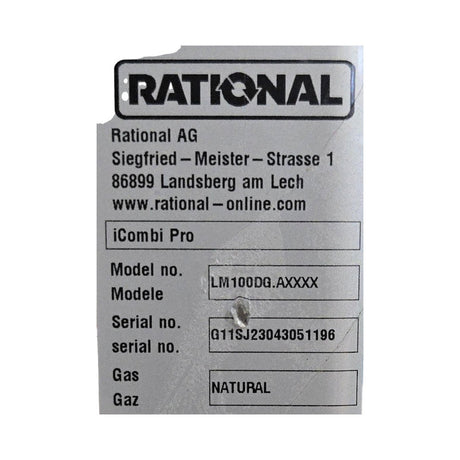 RATIONAL
Rational AG
Siegfried – Meister – Strasse 1
86899 Landsberg am Lech
www.rational – online.com
iCombi Pro
Model no. LM100DG.AXXXX
Modele
Serial no. G11SJ23043051196
serial no.
Gas NATURAL
Gaz